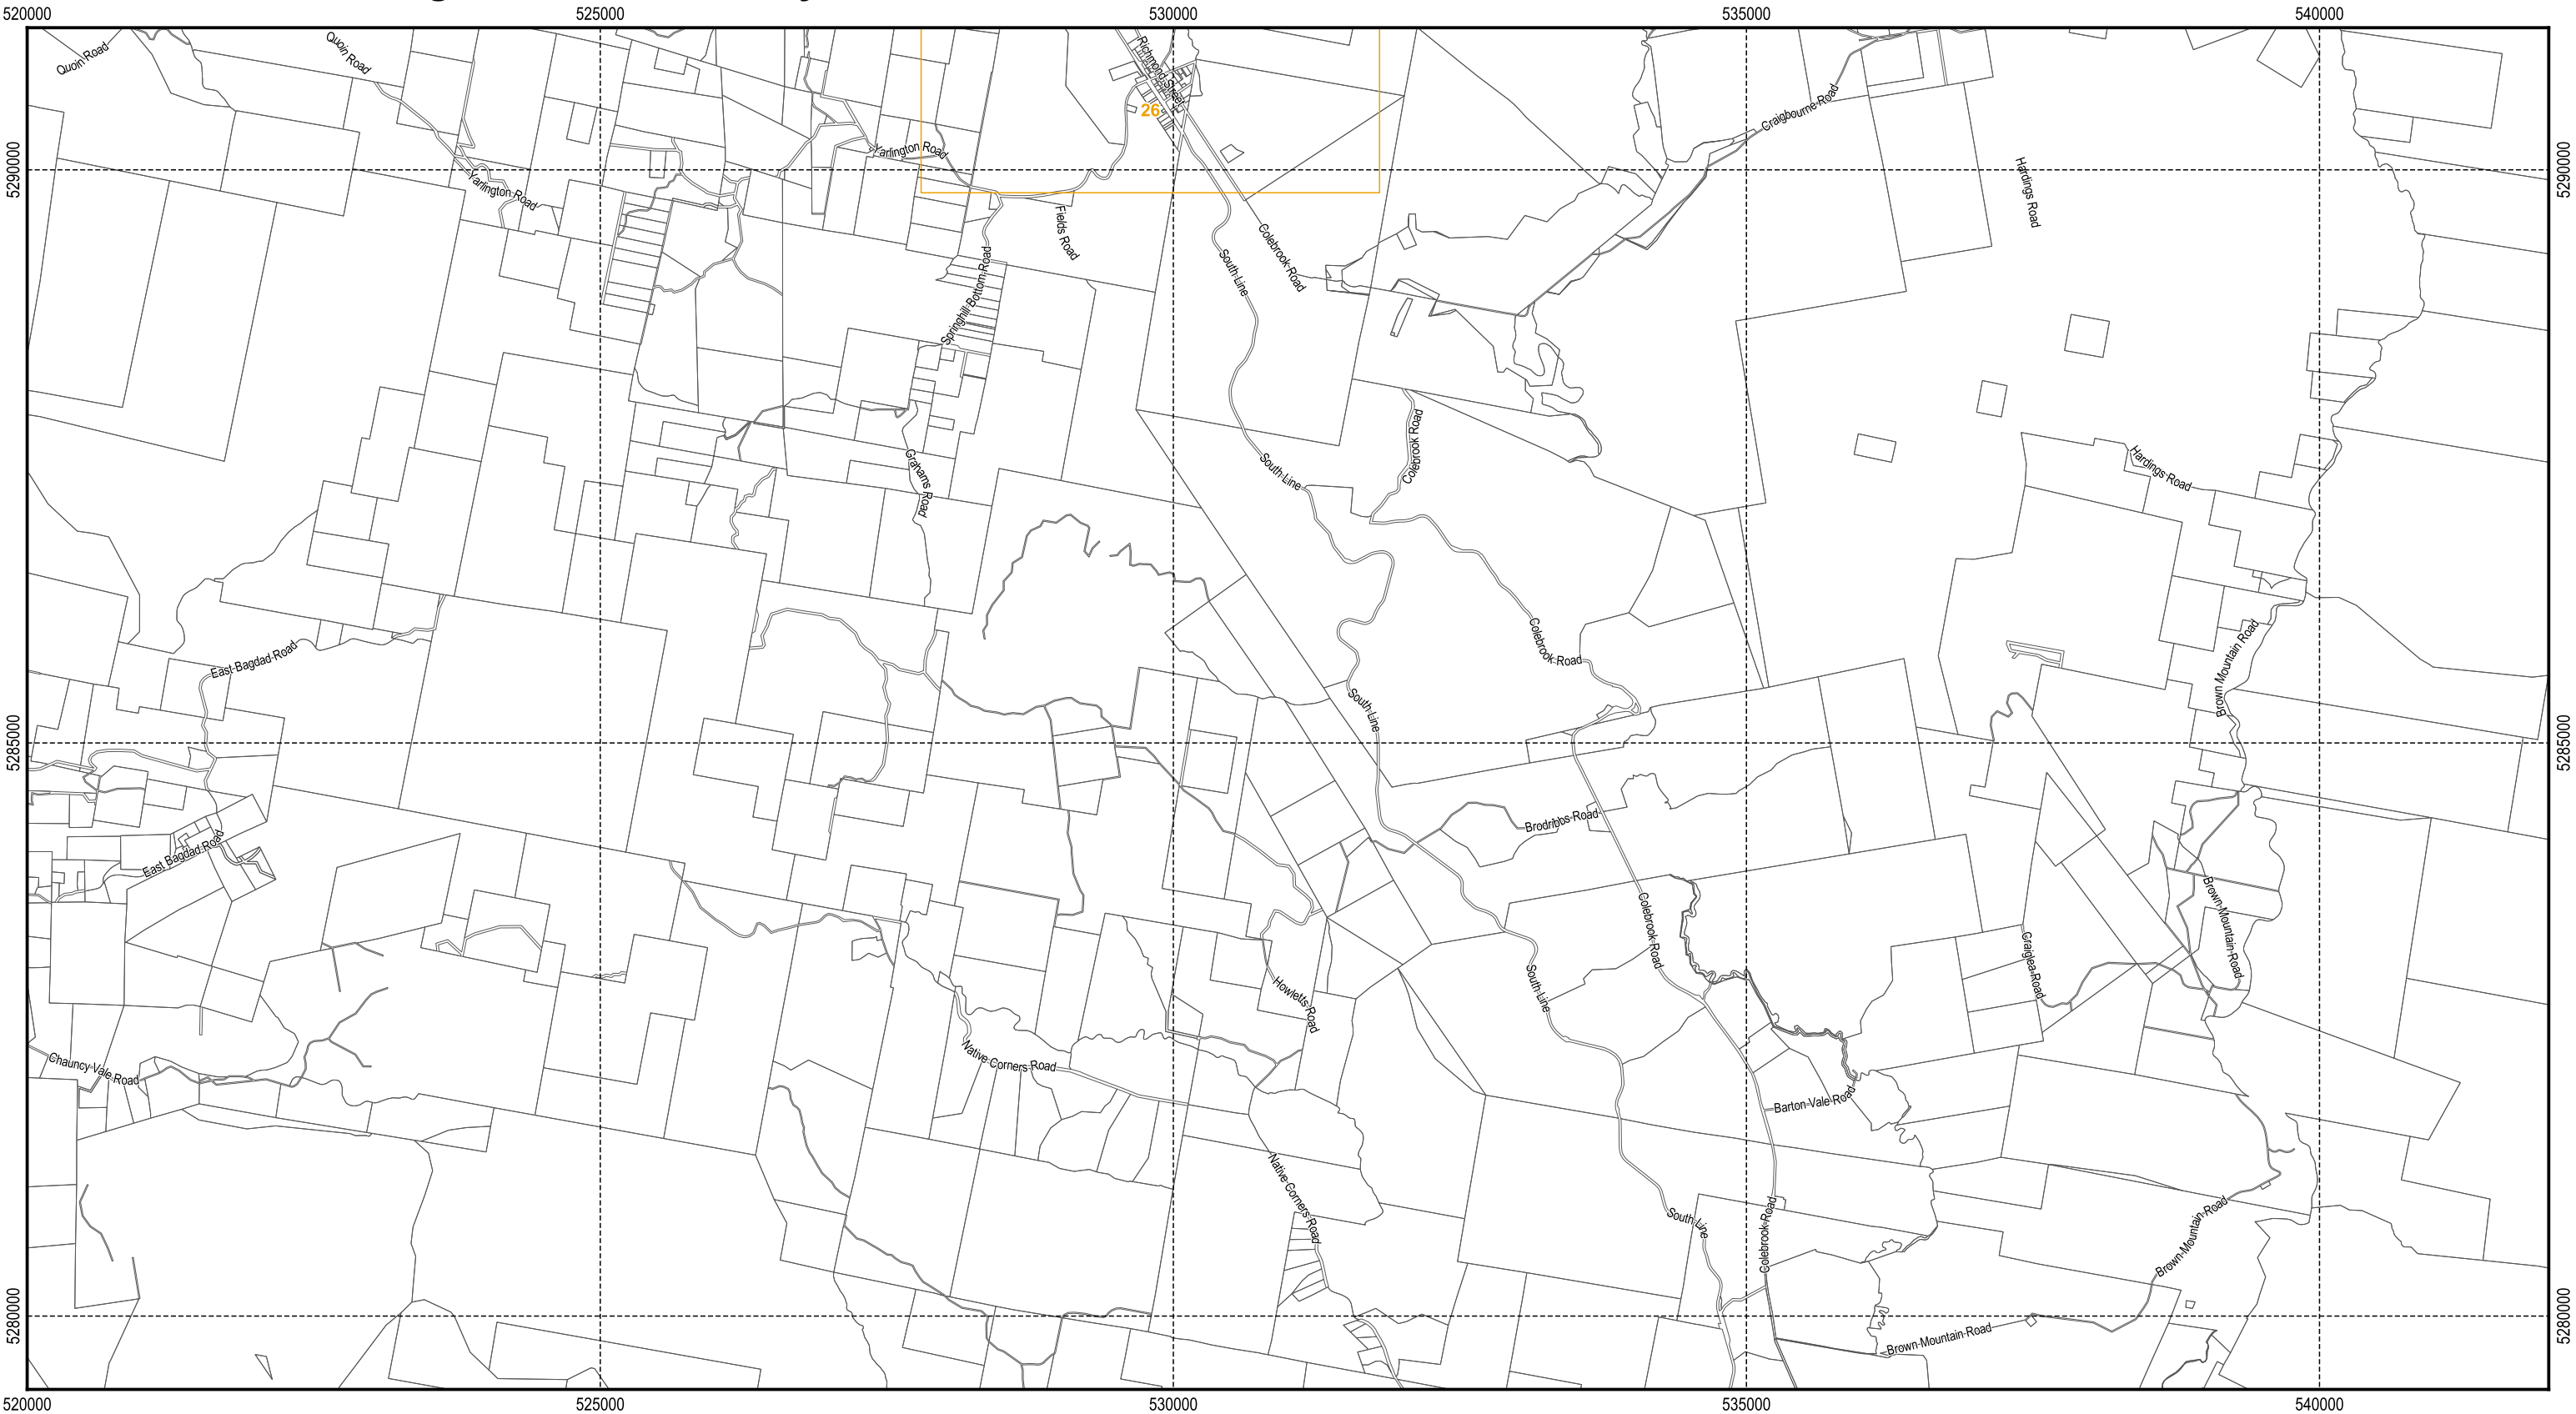 520000
525000
530000
535000
540000
Quoin Road
Quoin Road
Richmond Street
26
Craigbourne Road
Yarlington Road
5290000
5290000
Yarlington Road
Hardings Road
Fields Road
Colebrook Road
South Line
Springhill Bottom Road
Colebrook Road
South Line
Grahams Road
Hardings Road
Colebrook Road
East Bagdad Road
Brown Mountain Road
South Line
5285000
5285000
Brodribbs Road
East Bagdad Road
Colebrook Road
Brown Mountain Road
Craiglea Road
South Line
Howletts Road
Native Corners Road
Chauncy Vale Road
Barton Vale Road
Native Corners Road
South Line
Colebrook Road
Brown Mountain Road
5280000
5280000
Brown Mountain Road
520000
525000
530000
535000
540000